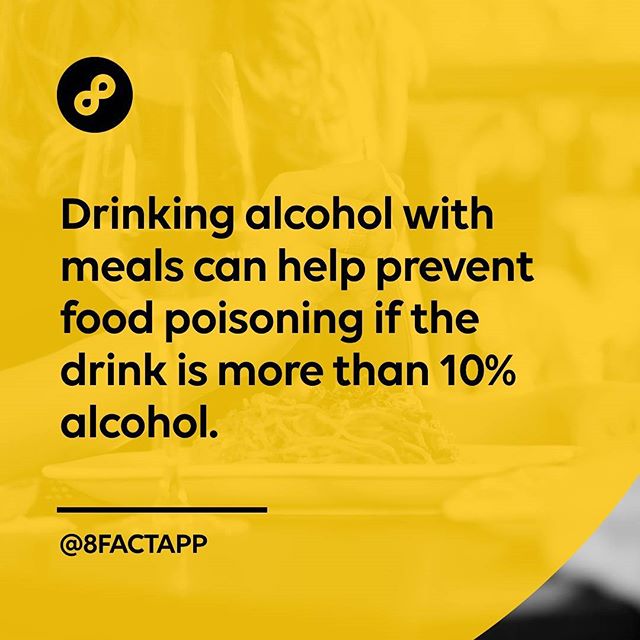 Drinking alcohol with
meals can help prevent
food poisoning if the
drink is more than 10%
alcohol.
@8FACTAPP